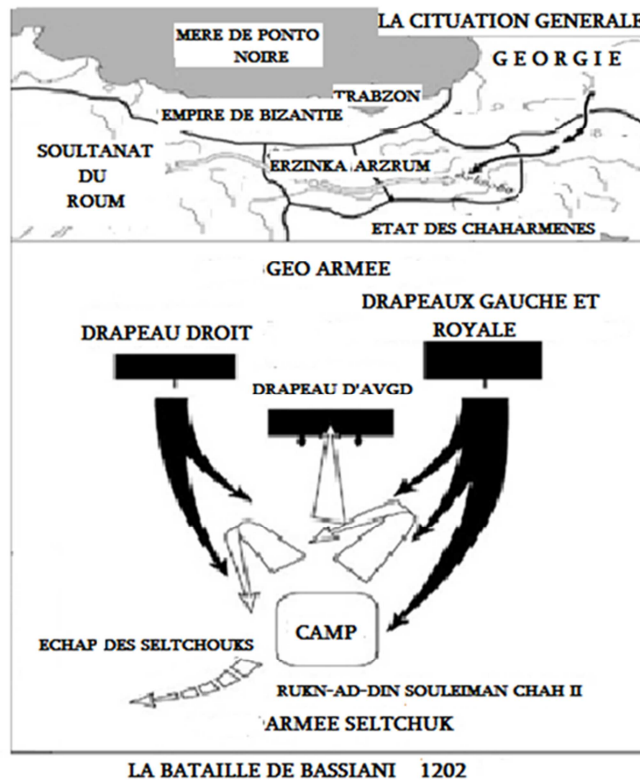 LA CITUATION GENERALE
MERE DE PONTO
NOIRE
GEORGIE
TRABZON
EMPIRE DE BIZANTIE
SOULTANAT
DU
ROUM
ERZINKA ARZRUM
ETAT DES CHAHARMENES
GEO ARMEE
DRAPEAUX GAUCHE ET
ROYALE
DRAPEAU DROIT
DRAPEAU D'AVGD
CAMP
ECHAP DES SELTCHOUKS
RUKN-AD-DIN SOULEIMAN CHAH II
ARMEE SELTCHUK
LA BATAILLE DE BASSIANI 1202